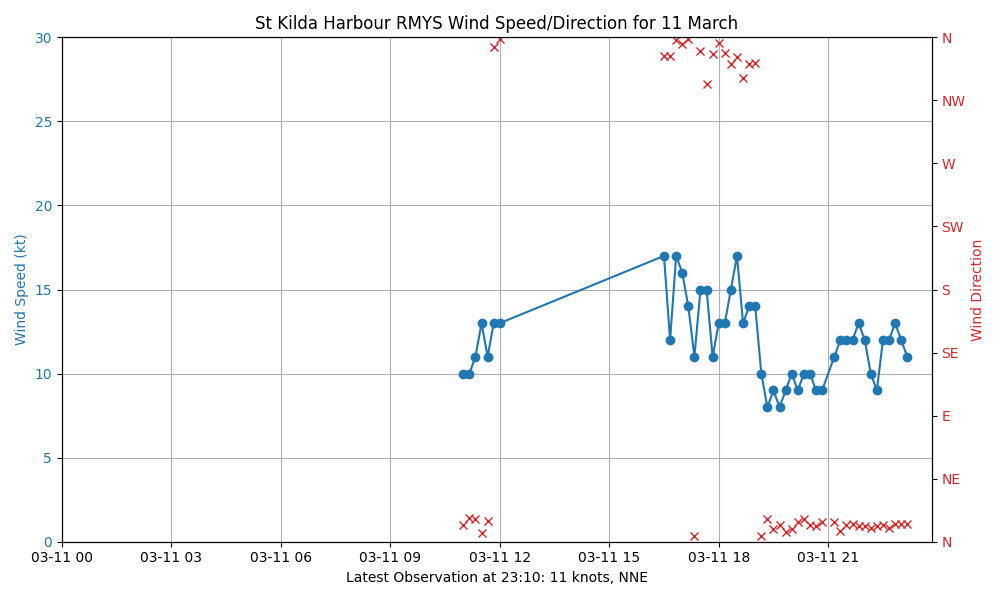 St Kilda Harbour RMYS Wind Speed/Direction for 11 March
Wind Speed (kt)
30
25
20
15
10
5
0
N
NW
W
SW
S
SE
E
NE
N
Wind Direction
03-11 00
03-11 03
03-11 06
03-11 09
03-11 12
03-11 15
03-11 18
03-11 21
Latest Observation at 23:10: 11 knots, NNE